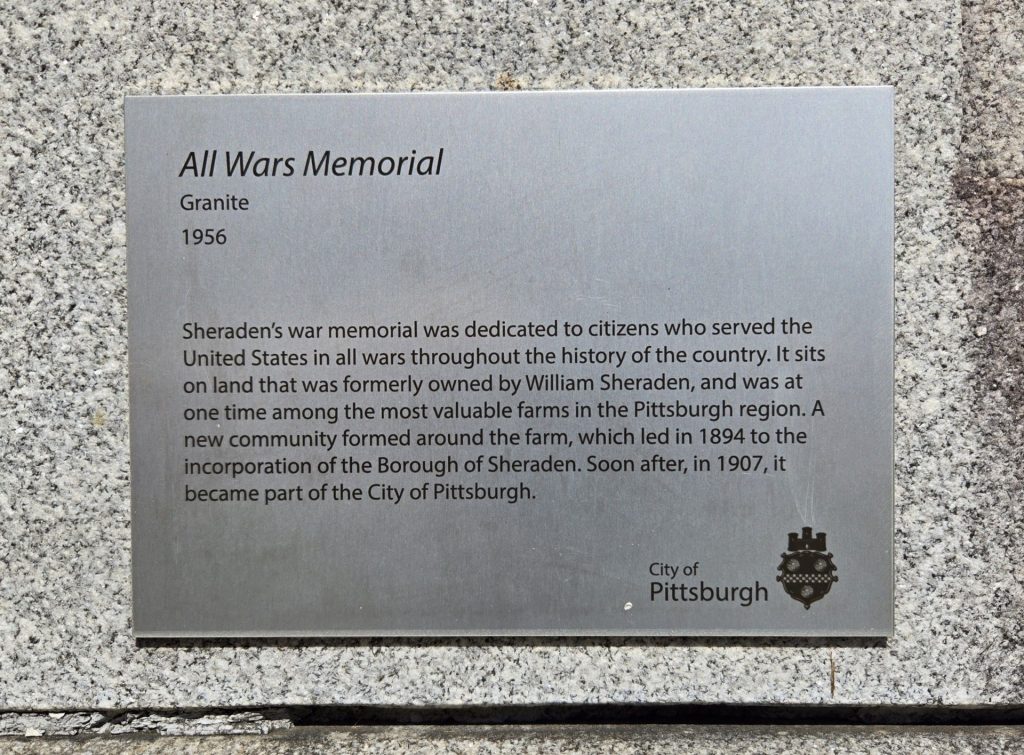 All Wars Memorial
Granite
1956
Sheraden's war memorial was dedicated to citizens who served the
United States in all wars throughout the history of the country. It sits
on land that was formerly owned by William Sheraden, and was at
one time among the most valuable farms in the Pittsburgh region. A
new community formed around the farm, which led in 1894 to the
incorporation of the Borough of Sheraden. Soon after, in 1907, it
became part of the City of Pittsburgh.
City of
Pittsburgh